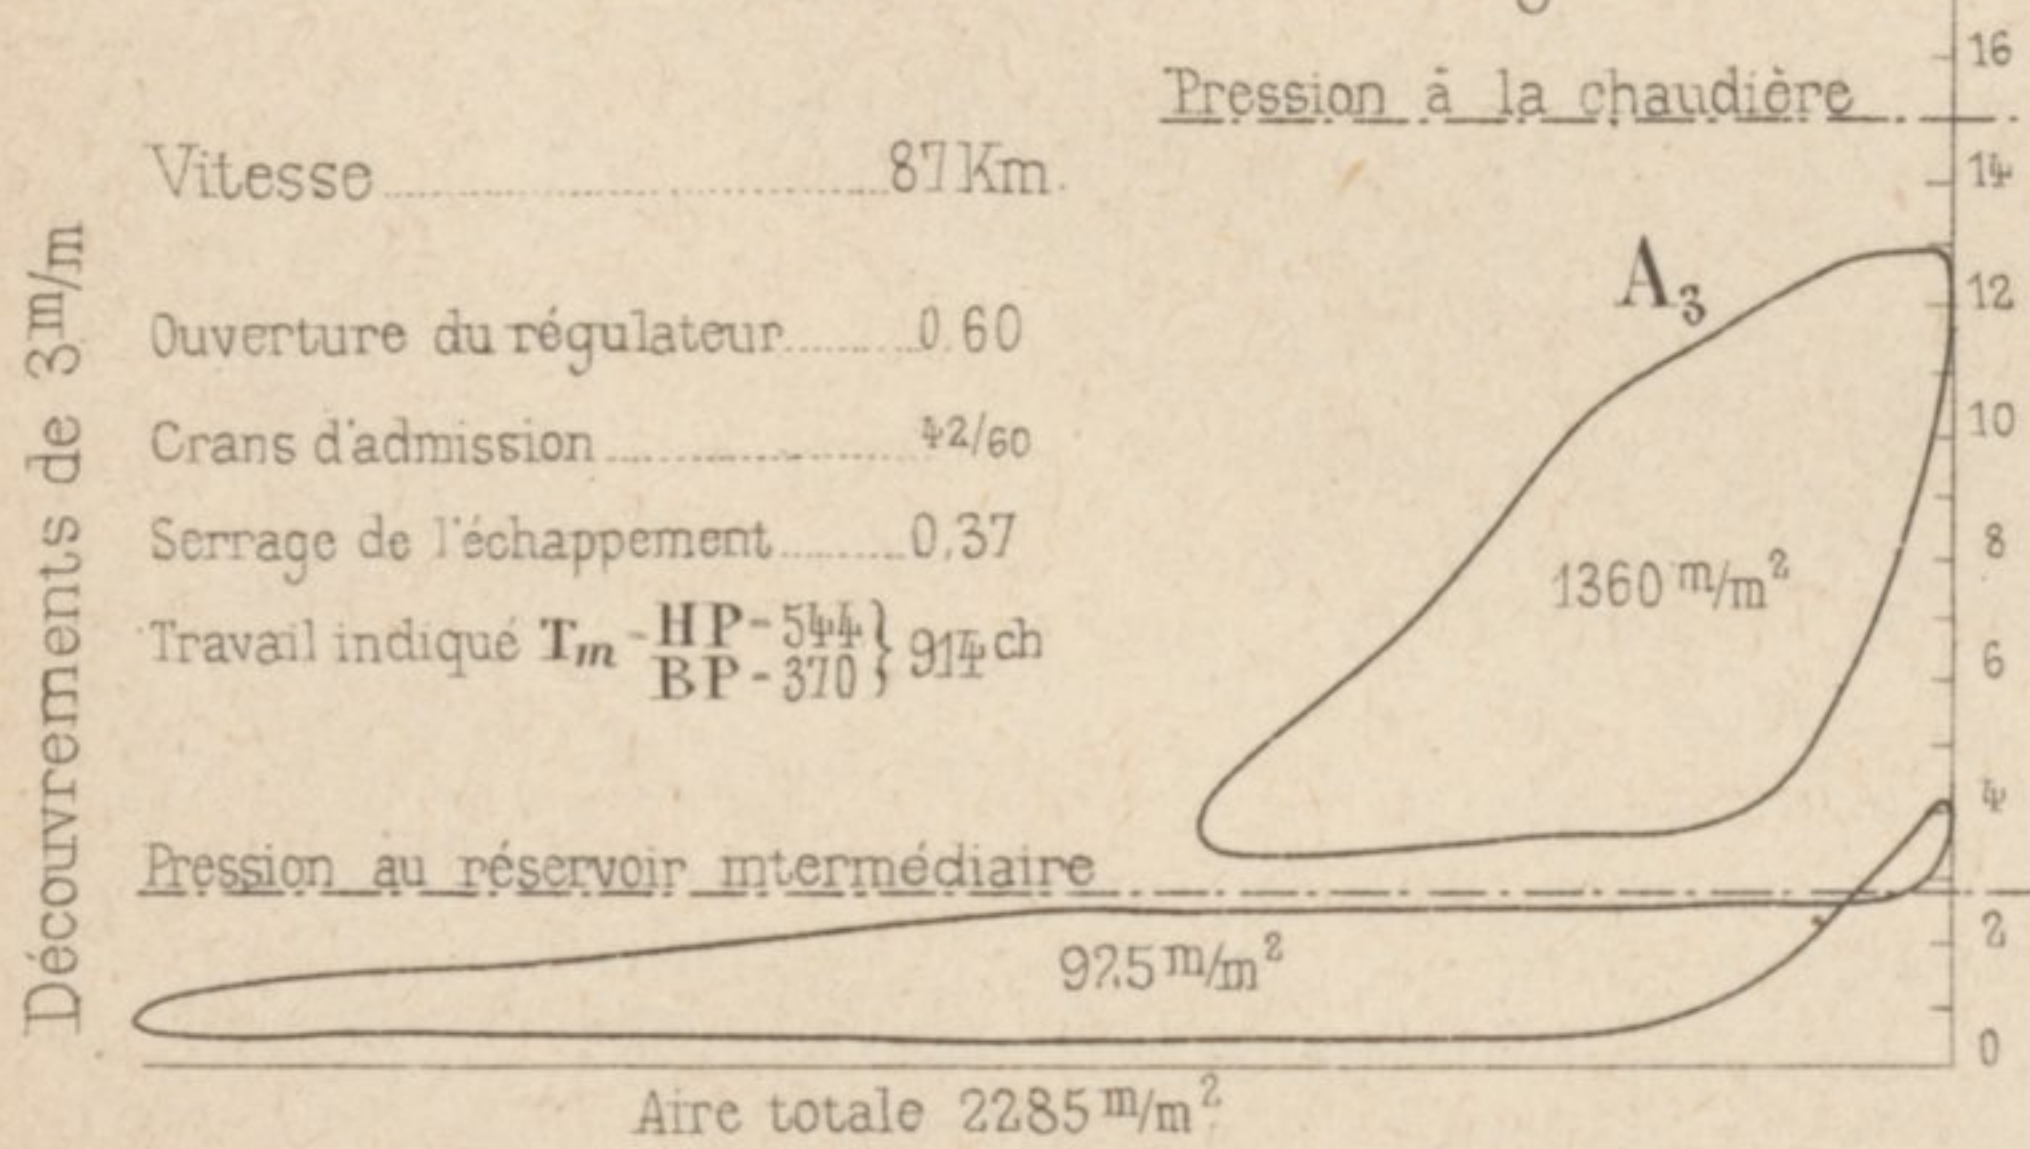 Découvrements de 3 m/m
Pression à la chaudière
Vitesse 87 Km.
Ouverture du régulateur 0.60
Crans d'admission 42/60
Serrage de l'échappement 0.37
Travail indiqué Tm - HP - 544 } 914 ch
BP - 370
A₃
1360 m/m²
Pression au réservoir intermédiaire
925 m/m²
16
14
12
10
8
6
4
2
0
Aire totale 2285 m/m²